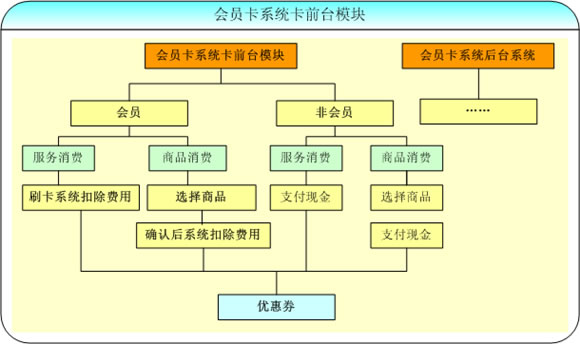 会员卡系统卡前台模块
会员卡系统卡前台模块
会员卡系统后台系统
会员
非会员
……
服务消费
商品消费
服务消费
商品消费
刷卡系统扣除费用
选择商品
支付现金
选择商品
确认后系统扣除费用
支付现金
优惠券